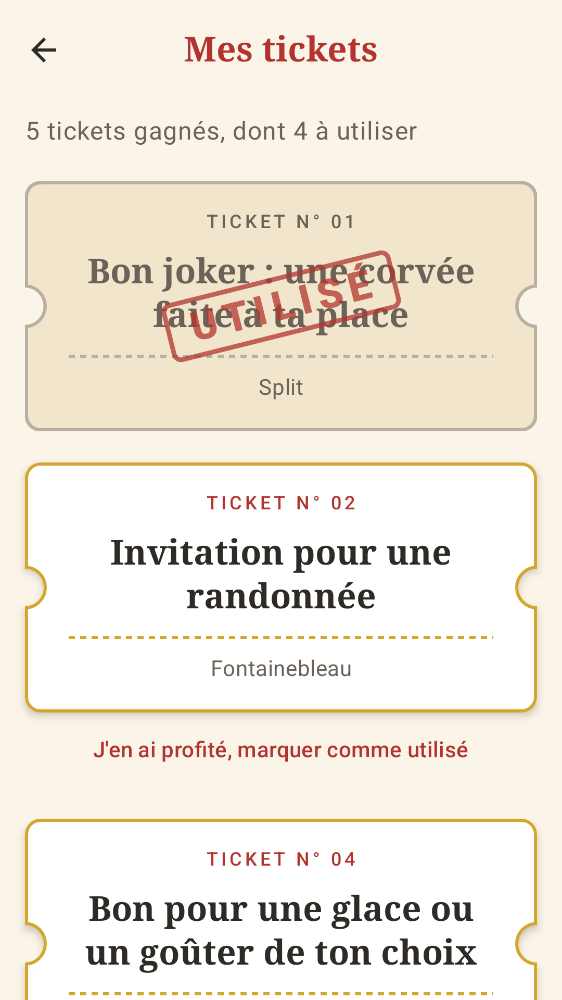 Mes tickets
5 tickets gagnés, dont 4 à utiliser
TICKET N° 01
Bon joker : une corvée
faite à ta place
UTILISÉ
Split
TICKET N° 02
Invitation pour une
randonnée
Fontainebleau
J'en ai profité, marquer comme utilisé
TICKET N° 04
Bon pour une glace ou
un goûter de ton choix